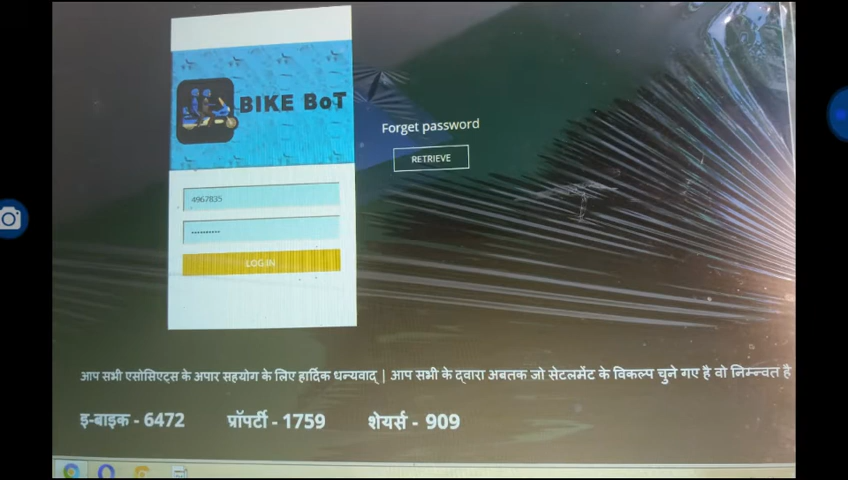 BIKE BoT
Forget password
RETRIEVE
4967835
LOG IN
आप सभी एसोसिएट्स के अपार सहयोग के लिए हार्दिक धन्यवाद् | आप सभी के द्वारा अबतक जो सेटलमेंट के विकल्प चुने गए है वो निम्नवत है
इ-बाइक - 6472 प्रॉपर्टी - 1759 शेयर्स - 909